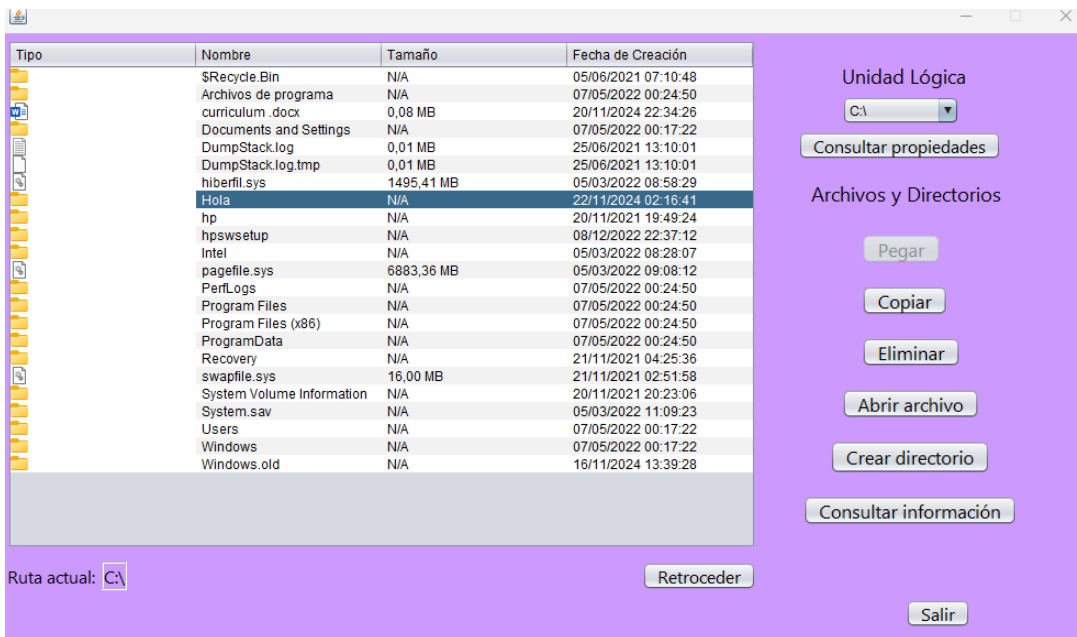 Tipo Nombre Tamaño Fecha de Creación
$Recycle.Bin N/A 05/06/2021 07:10:48
Archivos de programa N/A 07/05/2022 00:24:50
curriculum .docx 0,08 MB 20/11/2024 22:34:26
Documents and Settings N/A 07/05/2022 00:17:22
DumpStack.log 0,01 MB 25/06/2021 13:10:01
DumpStack.log.tmp 0,01 MB 25/06/2021 13:10:01
hiberfil.sys 1495,41 MB 05/03/2022 08:58:29
Hola N/A 22/11/2024 02:16:41
hp N/A 20/11/2021 19:49:24
hpswsetup N/A 08/12/2022 22:37:12
Intel N/A 05/03/2022 08:28:07
pagefile.sys 6883,36 MB 05/03/2022 09:08:12
PerfLogs N/A 07/05/2022 00:24:50
Program Files N/A 07/05/2022 00:24:50
Program Files (x86) N/A 07/05/2022 00:24:50
ProgramData N/A 07/05/2022 00:24:50
Recovery N/A 21/11/2021 04:25:36
swapfile.sys 16,00 MB 21/11/2021 02:51:58
System Volume Information N/A 20/11/2021 20:23:06
System.sav N/A 05/03/2022 11:09:23
Users N/A 07/05/2022 00:17:22
Windows N/A 07/05/2022 00:17:22
Windows.old N/A 16/11/2024 13:39:28
Ruta actual: C:\
Retroceder
Unidad Lógica
C:\
Consultar propiedades
Archivos y Directorios
Pegar
Copiar
Eliminar
Abrir archivo
Crear directorio
Consultar información
Salir